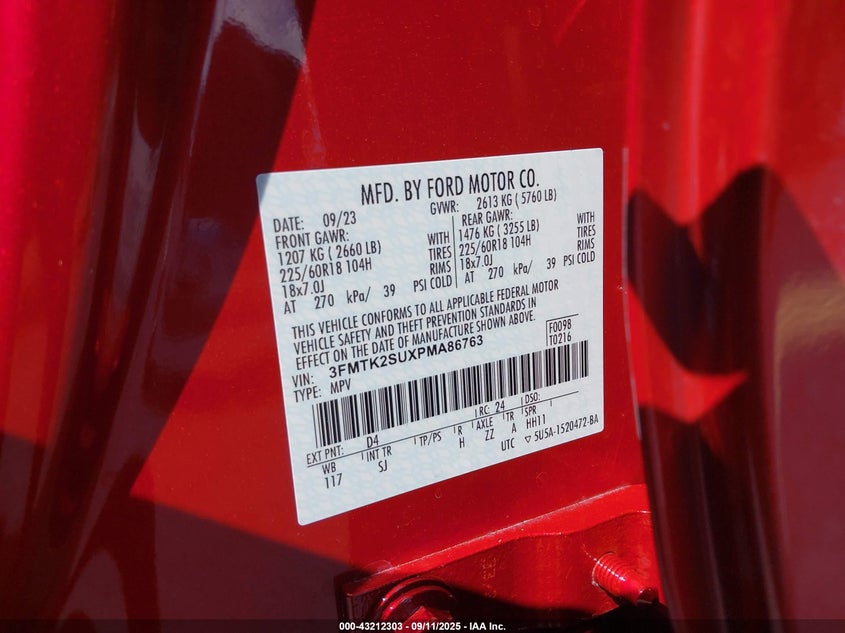 MFD. BY FORD MOTOR CO.
DATE: 09/23 GVWR: 2613 KG ( 5760 LB)
FRONT GAWR: REAR GAWR:
1207 KG ( 2660 LB) WITH 1476 KG ( 3255 LB) WITH
225/60R18 104H TIRES 225/60R18 104H TIRES
18x7.0J RIMS 18x7.0J RIMS
AT 270 kPa/ 39 PSI COLD AT 270 kPa/ 39 PSI COLD
THIS VEHICLE CONFORMS TO ALL APPLICABLE FEDERAL MOTOR
VEHICLE SAFETY AND THEFT PREVENTION STANDARDS IN
EFFECT ON THE DATE OF MANUFACTURE SHOWN ABOVE.
F0098
T0216
VIN: 3FMTK2SUXPMA86763
TYPE: MPV
EXT PNT: D4 RC: 24 DSO:
WB INT TR TP/PS R AXLE TR SPR
117 SJ H ZZ A HH11
UTC ▽ 5U5A-1520472-BA
000-43212303 - 09/11/2025 - IAA Inc.